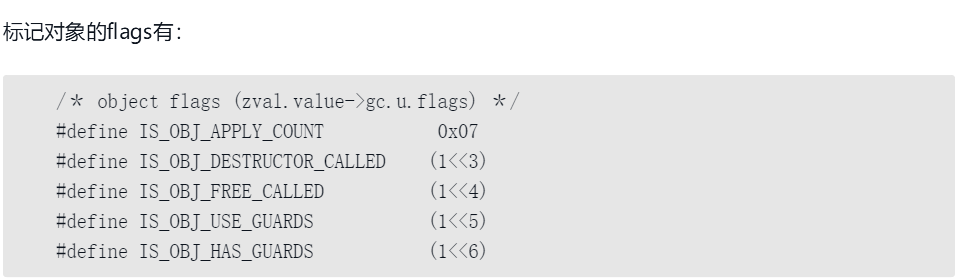 标记对象的flags有：
/* object flags (zval.value->gc.u.flags) */
#define IS_OBJ_APPLY_COUNT 0x07
#define IS_OBJ_DESTRUCTOR_CALLED (1<<3)
#define IS_OBJ_FREE_CALLED (1<<4)
#define IS_OBJ_USE_GUARDS (1<<5)
#define IS_OBJ_HAS_GUARDS (1<<6)